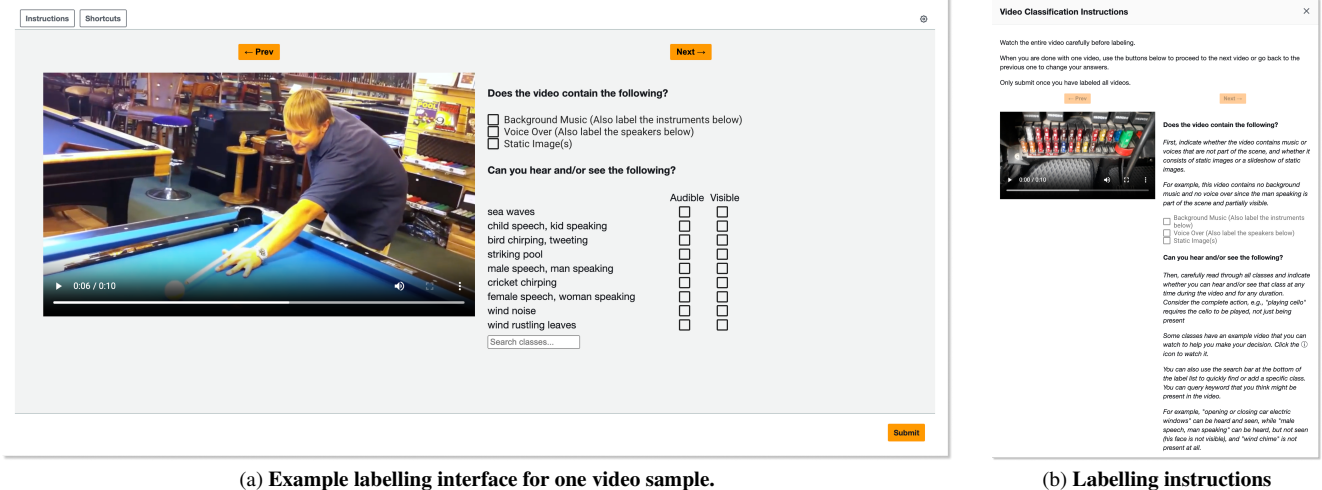 Instructions
Shortcuts
← Prev
Next →
POOL
0:06 / 0:10
Does the video contain the following?
Background Music (Also label the instruments below)
Voice Over (Also label the speakers below)
Static Image(s)
Can you hear and/or see the following?
Audible Visible
sea waves
child speech, kid speaking
bird chirping, tweeting
striking pool
male speech, man speaking
cricket chirping
female speech, woman speaking
wind noise
wind rustling leaves
Search classes...
Submit
(a) Example labelling interface for one video sample.
Video Classification Instructions
Watch the entire video carefully before labeling.
When you are done with one video, use the buttons below to proceed to the next video or go back to the
previous one to change your answers.
Only submit once you have labeled all videos.
← Prev
Next →
0:00 / 0:10
Does the video contain the following?
First, indicate whether the video contains music or
voices that are not part of the scene, and whether it
consists of static images or a slideshow of static
images.
For example, this video contains no background
music and no voice over since the man speaking is
part of the scene and partially visible.
Background Music (Also label the instruments
below)
Voice Over (Also label the speakers below)
Static Image(s)
Can you hear and/or see the following?
Then, carefully read through all classes and indicate
whether you can hear and/or see that class at any
time during the video and for any duration.
Consider the complete action, e.g., "playing cello"
requires the cello to be played, not just being
present
Some classes have an example video that you can
watch to help you make your decision. Click the ⓘ
icon to watch it.
You can also use the search bar at the bottom of
the label list to quickly find or add a specific class.
You can query keyword that you think might be
present in the video.
For example, "opening or closing car electric
windows" can be heard and seen, while "male
speech, man speaking" can be heard, but not seen
(his face is not visible), and "wind chime" is not
present at all.
(b) Labelling instructions